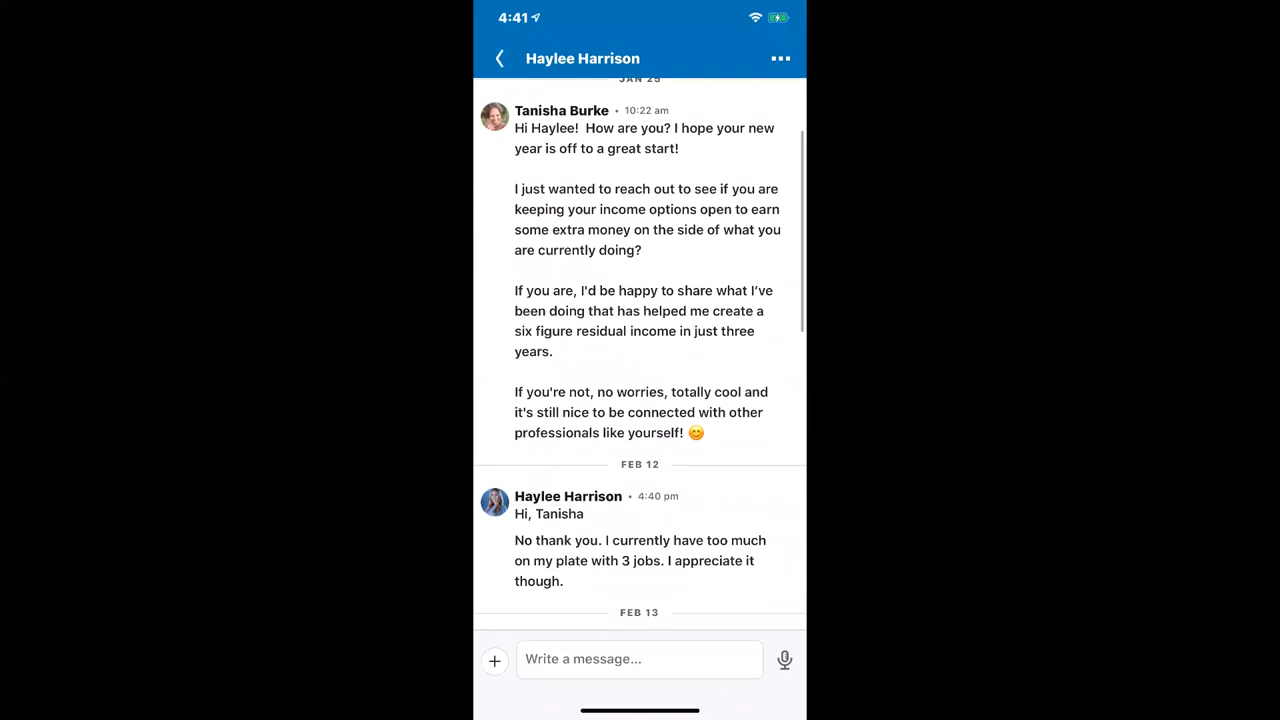 4:41
Haylee Harrison
JAN 25
Tanisha Burke • 10:22 am
Hi Haylee!  How are you? I hope your new
year is off to a great start!
I just wanted to reach out to see if you are
keeping your income options open to earn
some extra money on the side of what you
are currently doing?
If you are, I'd be happy to share what I’ve
been doing that has helped me create a
six figure residual income in just three
years.
If you're not, no worries, totally cool and
it's still nice to be connected with other
professionals like yourself! 😊
FEB 12
Haylee Harrison • 4:40 pm
Hi, Tanisha
No thank you. I currently have too much
on my plate with 3 jobs. I appreciate it
though.
FEB 13
Write a message...